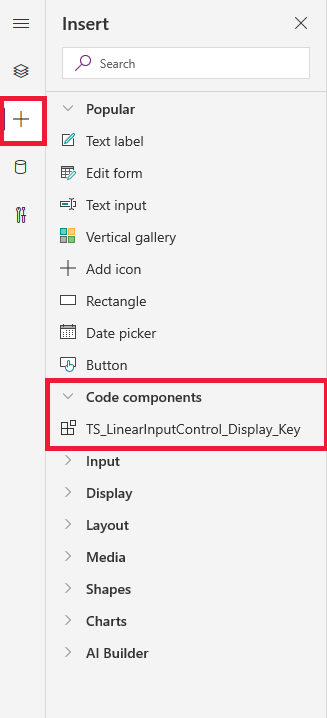 Insert
Search
Popular
Text label
Edit form
Text input
Vertical gallery
Add icon
Rectangle
Date picker
Button
Code components
TS_LinearInputControl_Display_Key
Input
Display
Layout
Media
Shapes
Charts
AI Builder